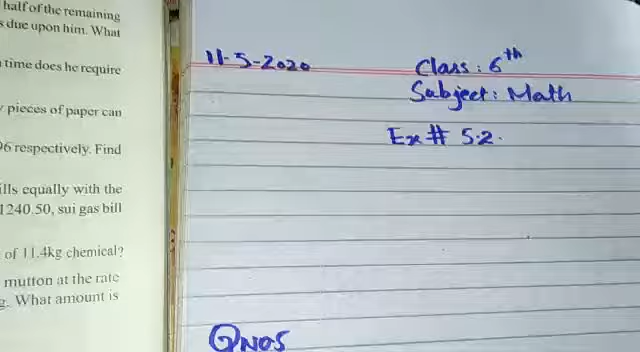 half of the remaining
s due upon him. What
time does he require
pieces of paper can
96 respectively. Find
ills equally with the
1240.50, sui gas bill
of 11.4kg chemical?
mutton at the rate
g. What amount is
11-5-2020
Class: 6th
Subject: Math
Ex # 5.2.
QNO5